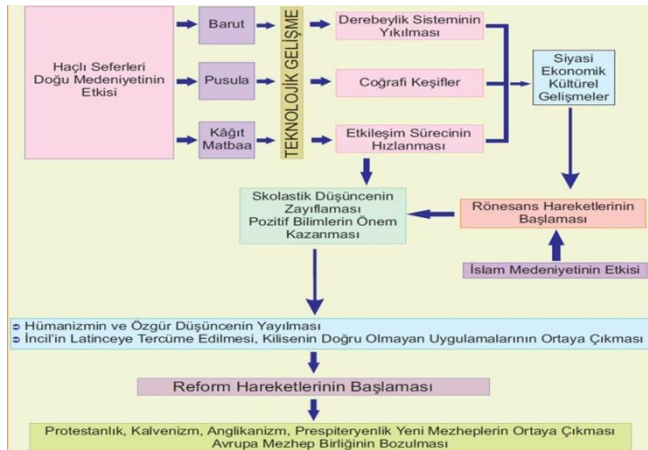 Haçlı Seferleri
Doğu Medeniyetinin
Etkisi
Barut
Pusula
Kâğıt
Matbaa
TEKNOLOJİK GELİŞME
Derebeylik Sisteminin
Yıkılması
Coğrafi Keşifler
Etkileşim Sürecinin
Hızlanması
Siyasi
Ekonomik
Kültürel
Gelişmeler
Skolastik Düşüncenin
Zayıflaması
Pozitif Bilimlerin Önem
Kazanması
Rönesans Hareketlerinin
Başlaması
İslam Medeniyetinin Etkisi
Hümanizmin ve Özgür Düşüncenin Yayılması
İncil'in Latinceye Tercüme Edilmesi, Kilisenin Doğru Olmayan Uygulamalarının Ortaya Çıkması
Reform Hareketlerinin Başlaması
Protestanlık, Kalvenizm, Anglikanizm, Prespiteryenlik Yeni Mezheplerin Ortaya Çıkması
Avrupa Mezhep Birliğinin Bozulması